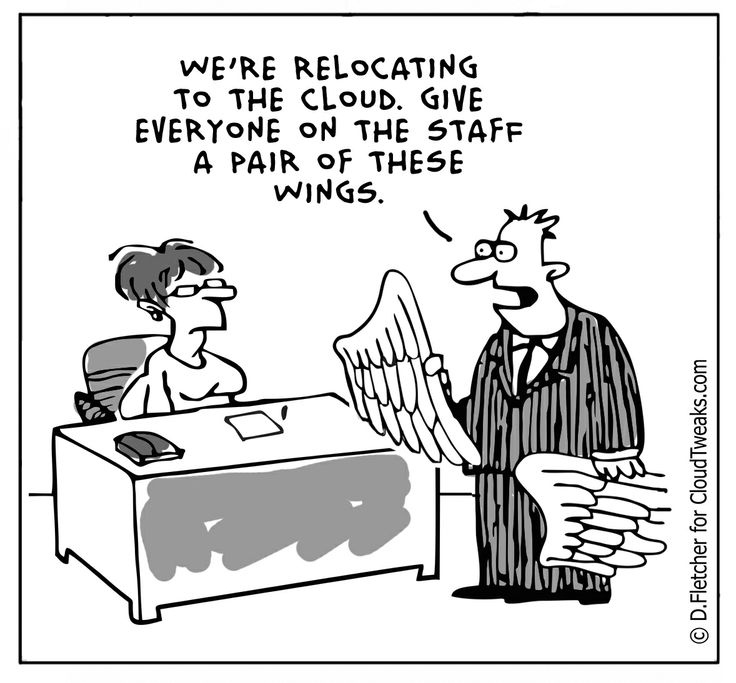 WE'RE RELOCATING
TO THE CLOUD. GIVE
EVERYONE ON THE STAFF
A PAIR OF THESE
WINGS.
© D.Fletcher for CloudTweaks.com